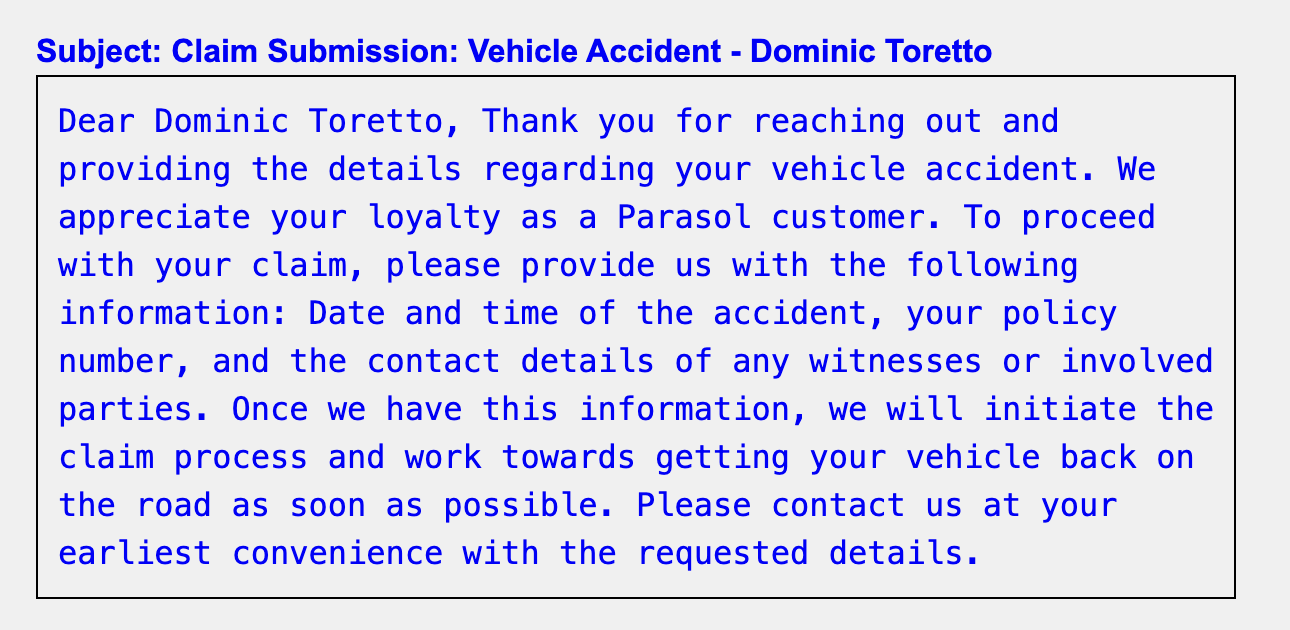 Subject: Claim Submission: Vehicle Accident - Dominic Toretto
Dear Dominic Toretto, Thank you for reaching out and
providing the details regarding your vehicle accident. We
appreciate your loyalty as a Parasol customer. To proceed
with your claim, please provide us with the following
information: Date and time of the accident, your policy
number, and the contact details of any witnesses or involved
parties. Once we have this information, we will initiate the
claim process and work towards getting your vehicle back on
the road as soon as possible. Please contact us at your
earliest convenience with the requested details.